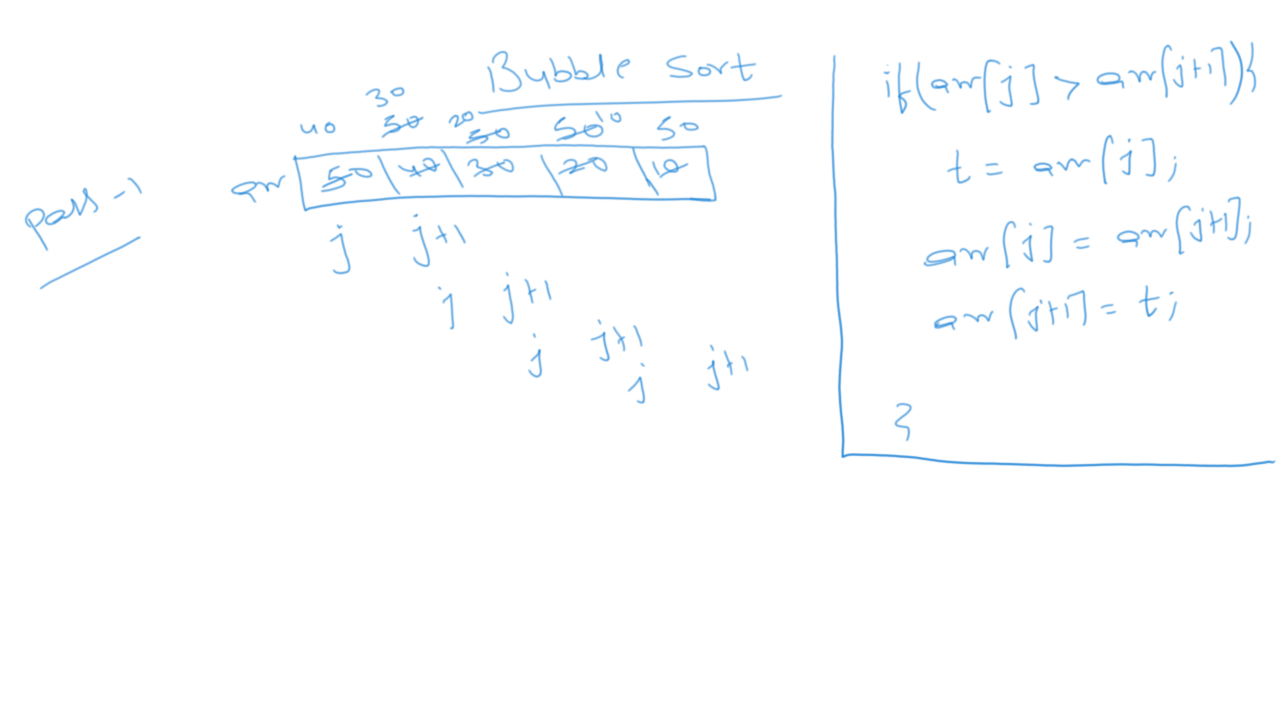 Bubble Sort
30
40 50 20 50 50 10 50
Pass-1
arr 50 40 30 20 10
j j+1
j j+1
j j+1
j j+1
if(arr[j] > arr[j+1]){
t = arr[j];
arr[j] = arr[j+1];
arr[j+1] = t;
}